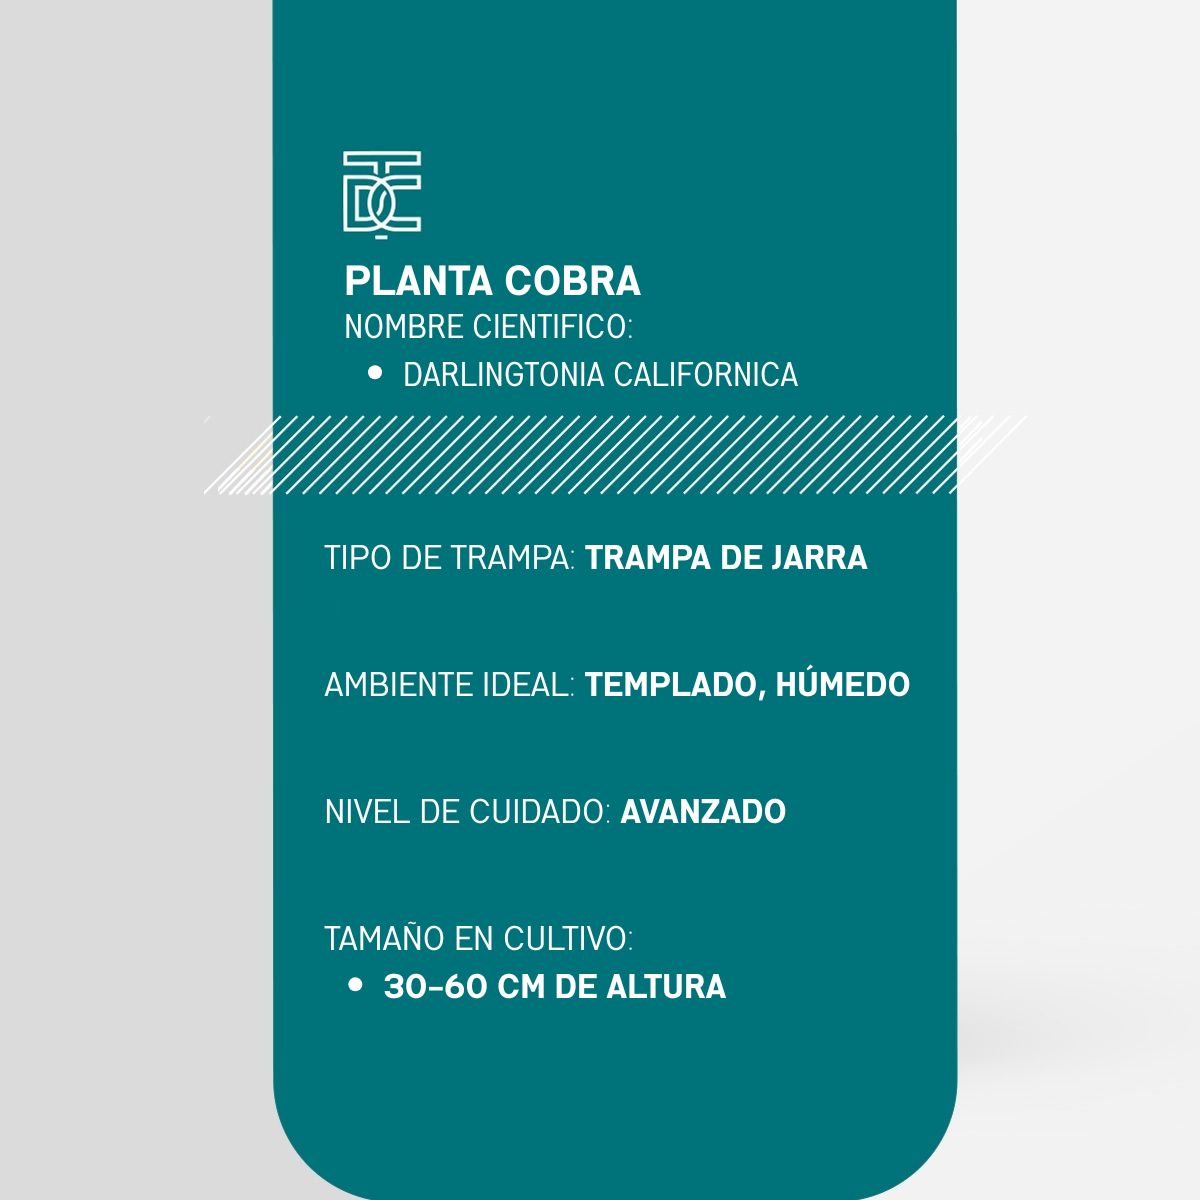 TDC
PLANTA COBRA
NOMBRE CIENTIFICO:
• DARLINGTONIA CALIFORNICA
TIPO DE TRAMPA: TRAMPA DE JARRA
AMBIENTE IDEAL: TEMPLADO, HÚMEDO
NIVEL DE CUIDADO: AVANZADO
TAMAÑO EN CULTIVO:
• 30-60 CM DE ALTURA